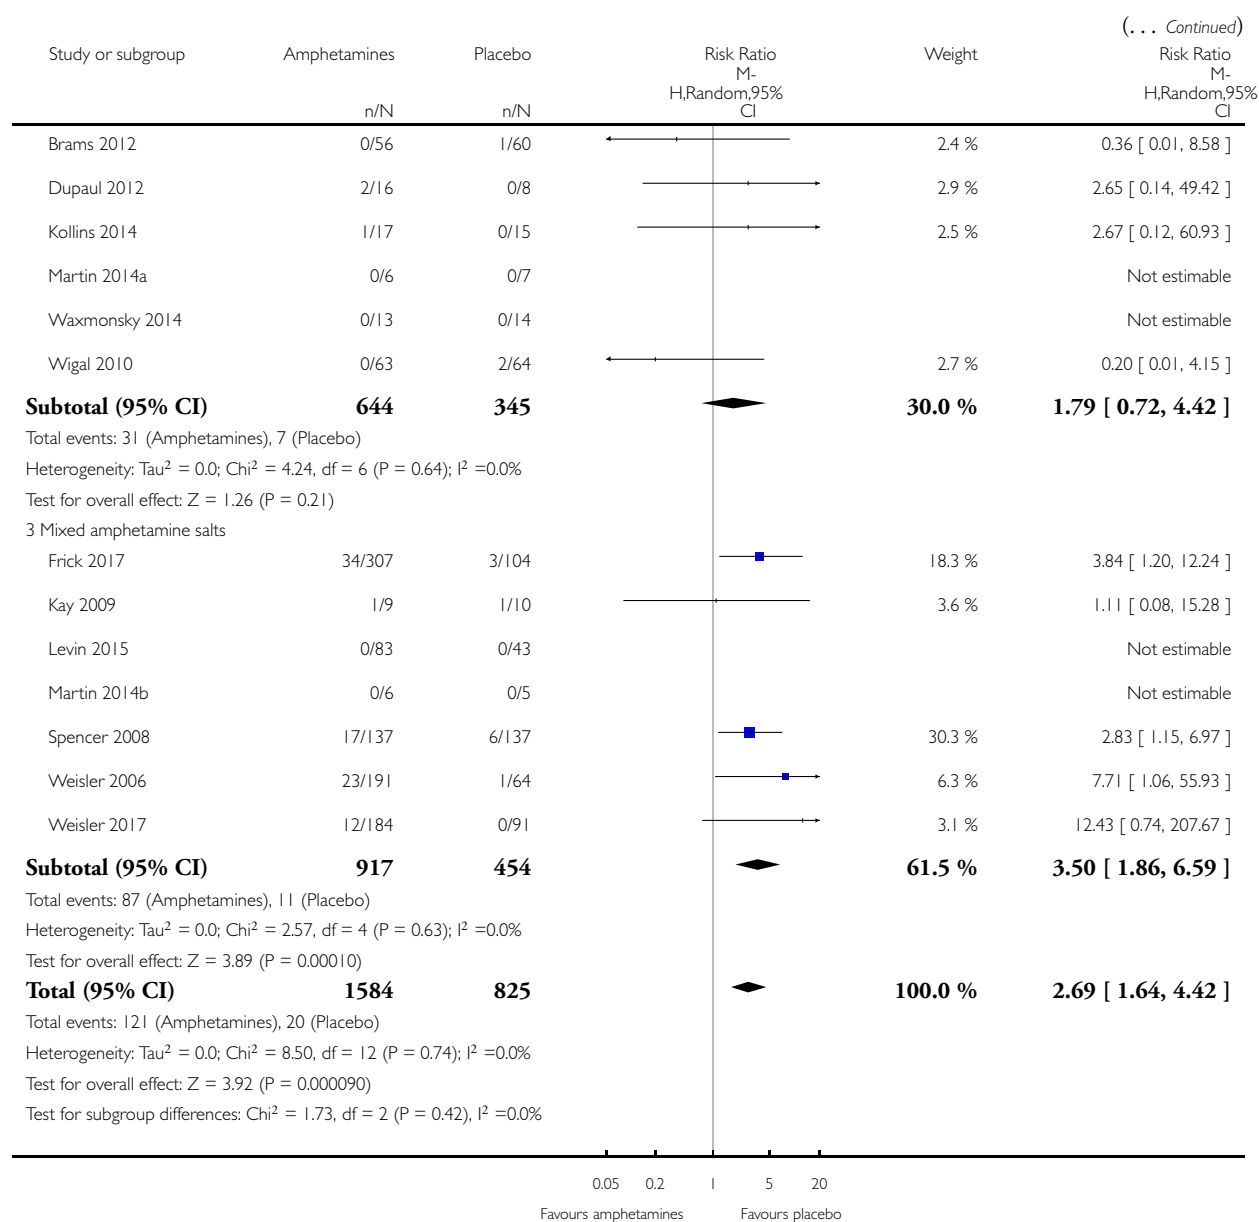 (... Continued)
Study or subgroup Amphetamines Placebo Risk Ratio Weight Risk Ratio
M-H,Random,95% CI M-H,Random,95% CI
n/N n/N
Brams 2012 0/56 1/60 2.4 % 0.36 [ 0.01, 8.58 ]
Dupaul 2012 2/16 0/8 2.9 % 2.65 [ 0.14, 49.42 ]
Kollins 2014 1/17 0/15 2.5 % 2.67 [ 0.12, 60.93 ]
Martin 2014a 0/6 0/7 Not estimable
Waxmonsky 2014 0/13 0/14 Not estimable
Wigal 2010 0/63 2/64 2.7 % 0.20 [ 0.01, 4.15 ]
Subtotal (95% CI) 644 345 30.0 % 1.79 [ 0.72, 4.42 ]
Total events: 31 (Amphetamines), 7 (Placebo)
Heterogeneity: Tau² = 0.0; Chi² = 4.24, df = 6 (P = 0.64); I² =0.0%
Test for overall effect: Z = 1.26 (P = 0.21)
3 Mixed amphetamine salts
Frick 2017 34/307 3/104 18.3 % 3.84 [ 1.20, 12.24 ]
Kay 2009 1/9 1/10 3.6 % 1.11 [ 0.08, 15.28 ]
Levin 2015 0/83 0/43 Not estimable
Martin 2014b 0/6 0/5 Not estimable
Spencer 2008 17/137 6/137 30.3 % 2.83 [ 1.15, 6.97 ]
Weisler 2006 23/191 1/64 6.3 % 7.71 [ 1.06, 55.93 ]
Weisler 2017 12/184 0/91 3.1 % 12.43 [ 0.74, 207.67 ]
Subtotal (95% CI) 917 454 61.5 % 3.50 [ 1.86, 6.59 ]
Total events: 87 (Amphetamines), 11 (Placebo)
Heterogeneity: Tau² = 0.0; Chi² = 2.57, df = 4 (P = 0.63); I² =0.0%
Test for overall effect: Z = 3.89 (P = 0.00010)
Total (95% CI) 1584 825 100.0 % 2.69 [ 1.64, 4.42 ]
Total events: 121 (Amphetamines), 20 (Placebo)
Heterogeneity: Tau² = 0.0; Chi² = 8.50, df = 12 (P = 0.74); I² =0.0%
Test for overall effect: Z = 3.92 (P = 0.000090)
Test for subgroup differences: Chi² = 1.73, df = 2 (P = 0.42), I² =0.0%
0.05 0.2 1 5 20
Favours amphetamines Favours placebo